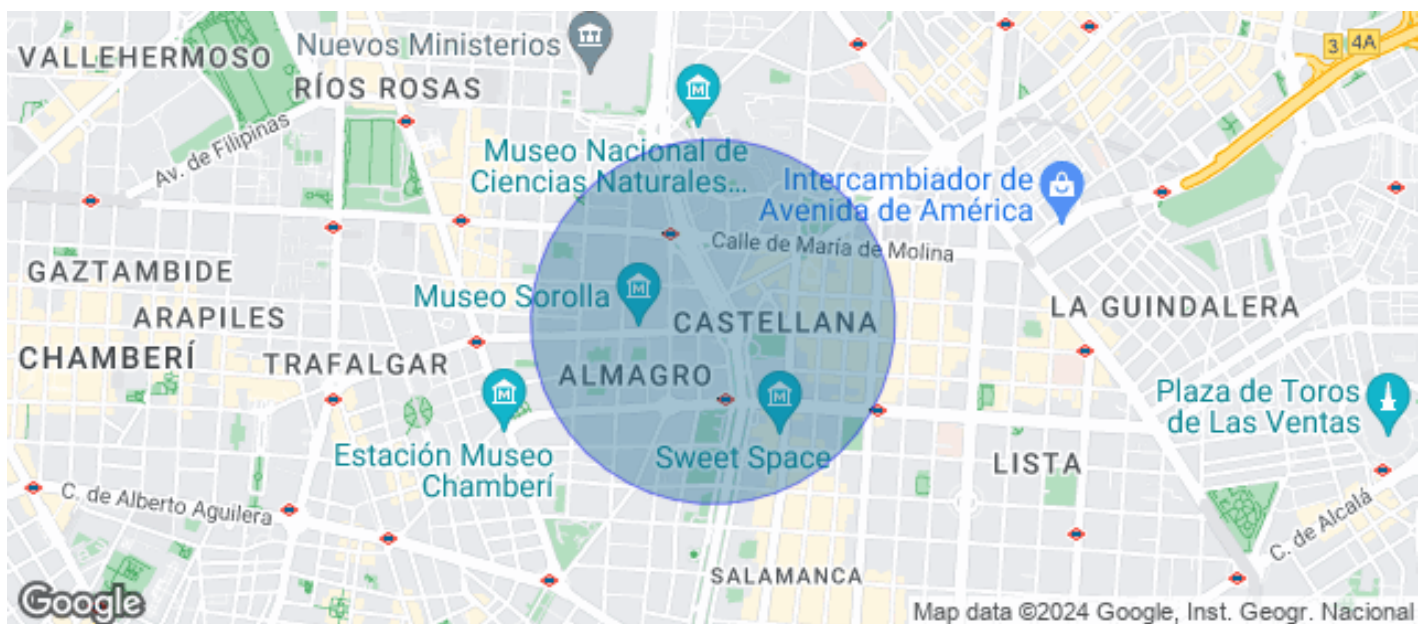 VALLEHERMOSO
Nuevos Ministerios
3
4A
RÍOS ROSAS
Av. de Filipinas
Museo Nacional de
Ciencias Naturales...
Intercambiador de
Avenida de América
Calle de María de Molina
GAZTAMBIDE
Museo Sorolla
ARAPILES
CASTELLANA
LA GUINDALERA
CHAMBERÍ
TRAFALGAR
ALMAGRO
Plaza de Toros
de Las Ventas
Estación Museo
Chamberí
Sweet Space
LISTA
C. de Alberto Aguilera
C. de Alcalá
SALAMANCA
Google
Map data ©2024 Google, Inst. Geogr. Nacional